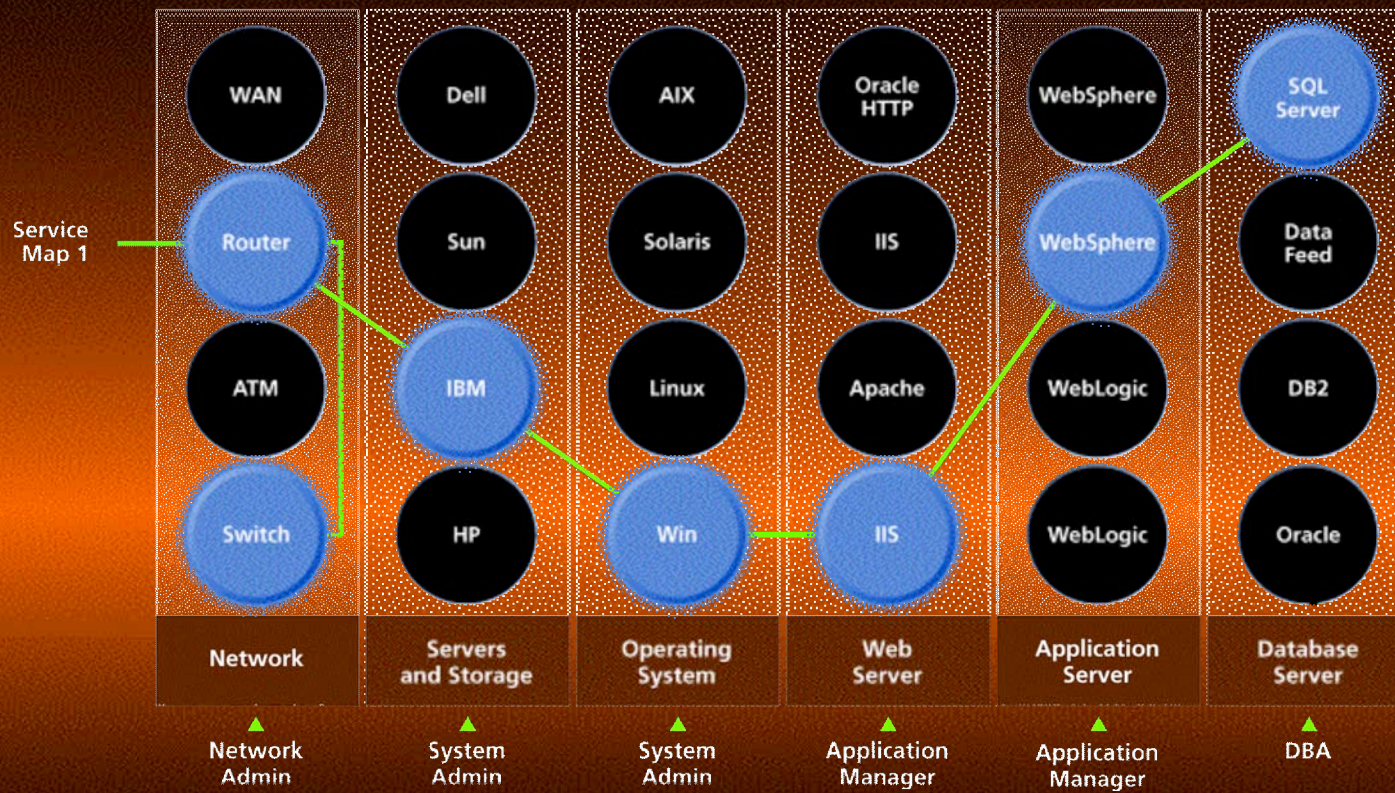 WAN
Dell
AIX
Oracle
HTTP
WebSphere
SQL
Server
Service
Map 1
Router
Sun
Solaris
IIS
WebSphere
Data
Feed
ATM
IBM
Linux
Apache
WebLogic
DB2
Switch
HP
Win
IIS
WebLogic
Oracle
Network
Servers
and Storage
Operating
System
Web
Server
Application
Server
Database
Server
Network
Admin
System
Admin
System
Admin
Application
Manager
Application
Manager
DBA